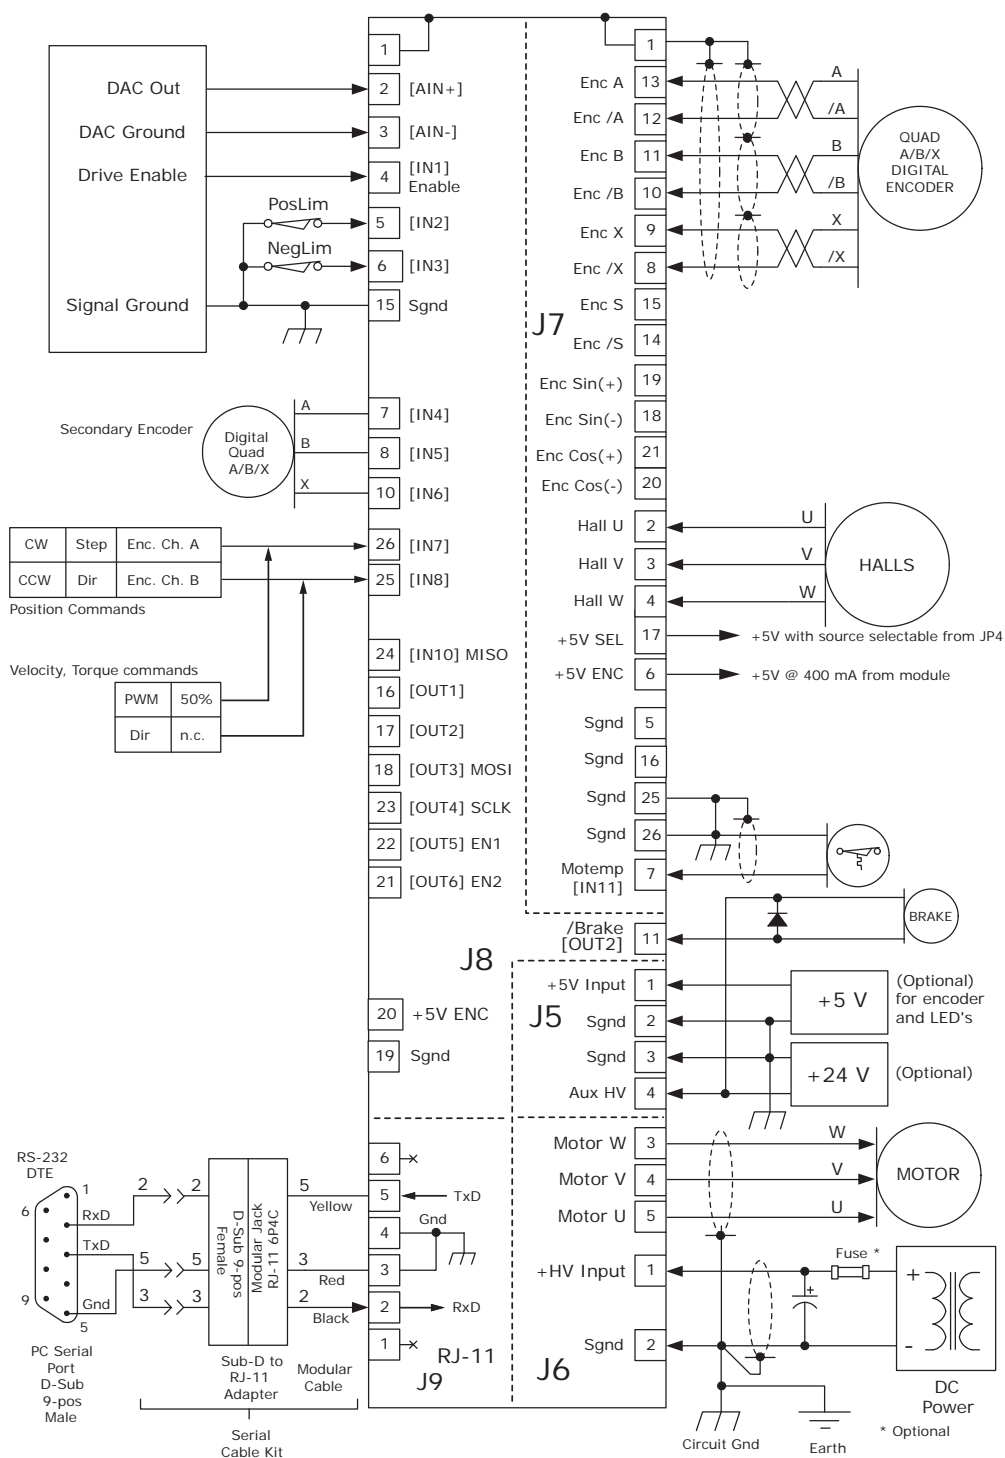 1
DAC Out
2
[AIN+]
DAC Ground
3
[AIN-]
Drive Enable
4
[IN1]
Enable
PosLim
5
[IN2]
NegLim
6
[IN3]
Signal Ground
15
Sgnd
Secondary Encoder
Digital
Quad
A/B/X
A
7
[IN4]
B
8
[IN5]
X
10
[IN6]
CW Step Enc. Ch. A
26
[IN7]
CCW Dir Enc. Ch. B
25
[IN8]
Position Commands
Velocity, Torque commands
PWM 50%
Dir n.c.
24
[IN10] MISO
16
[OUT1]
17
[OUT2]
18
[OUT3] MOSI
23
[OUT4] SCLK
22
[OUT5] EN1
21
[OUT6] EN2
J8
20
+5V ENC
19
Sgnd
J7
1
Enc A
13
A
Enc /A
12
/A
Enc B
11
B
Enc /B
10
/B
Enc X
9
X
Enc /X
8
/X
QUAD
A/B/X
DIGITAL
ENCODER
Enc S
15
Enc /S
14
Enc Sin(+)
19
Enc Sin(-)
18
Enc Cos(+)
21
Enc Cos(-)
20
Hall U
2
U
Hall V
3
V
Hall W
4
W
HALLS
+5V SEL
17
+5V with source selectable from JP4
+5V ENC
6
+5V @ 400 mA from module
Sgnd
5
Sgnd
16
Sgnd
25
Sgnd
26
Motemp
[IN11]
7
/Brake
[OUT2]
11
BRAKE
J5
+5V Input
1
Sgnd
2
+5 V
(Optional)
for encoder
and LED's
Sgnd
3
Aux HV
4
+24 V
(Optional)
Motor W
3
W
Motor V
4
V
Motor U
5
U
MOTOR
+HV Input
1
Fuse *
+
+
-
Sgnd
2
J6
DC
Power
* Optional
Circuit Gnd
Earth
RS-232
DTE
1
6
RxD
TxD
9
Gnd
5
PC Serial
Port
D-Sub
9-pos
Male
2
2
5
5
3
3
D-Sub 9-pos
Female
Modular Jack
RJ-11 6P4C
5
Yellow
3
Red
2
Black
Sub-D to
RJ-11
Adapter
Modular
Cable
Serial
Cable Kit
6
5
TxD
4
Gnd
3
2
RxD
1
RJ-11
J9